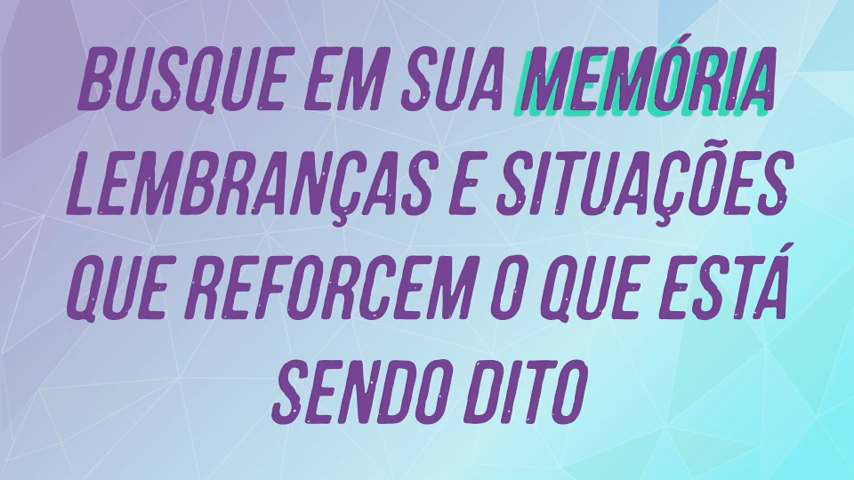 BUSQUE EM SUA MEMÓRIA
LEMBRANÇAS E SITUAÇÕES
QUE REFORCEM O QUE ESTÁ
SENDO DITO